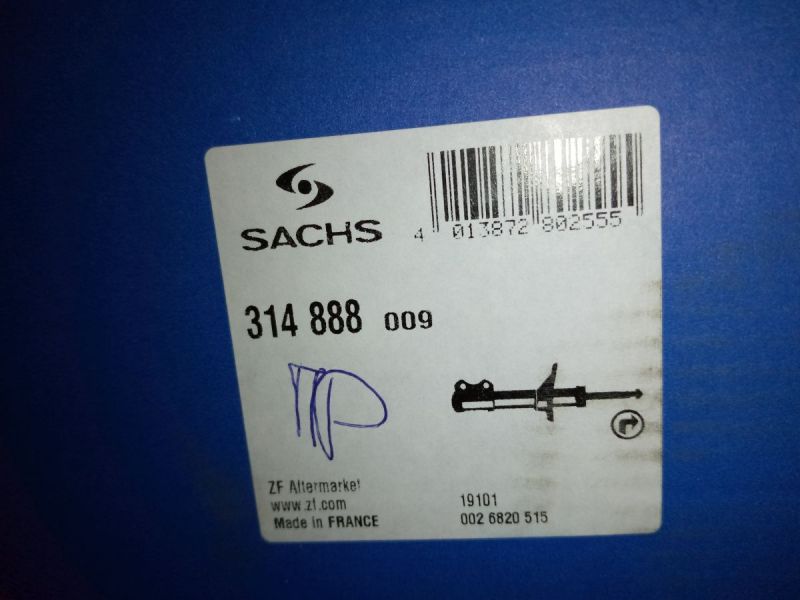 SACHS
4 013872 802555
314 888 009
ZF Aftermarket
www.zf.com
Made in FRANCE
19101
002 6820 515